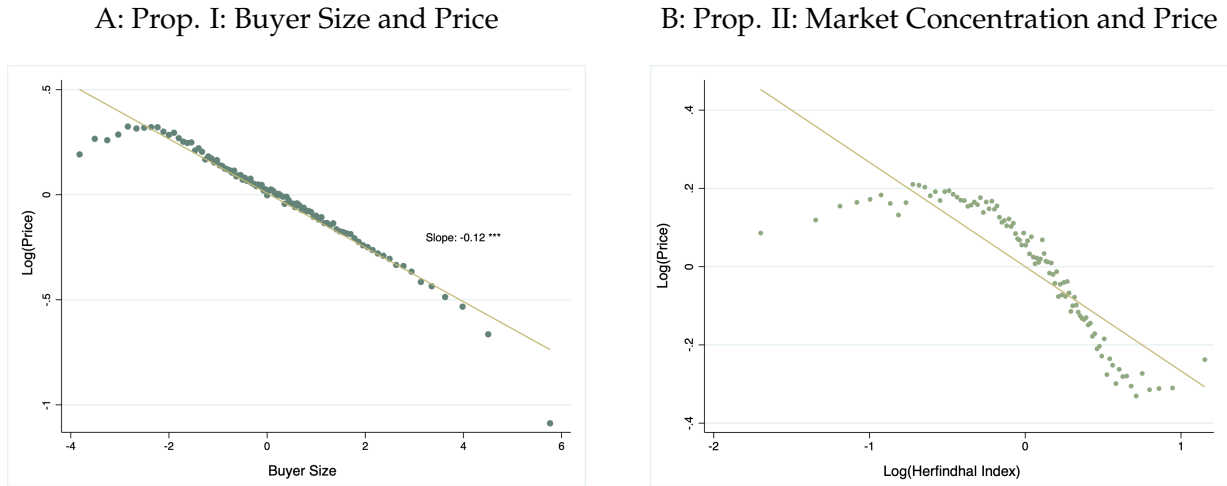 A: Prop. I: Buyer Size and Price
.5
0
-.5
-1
Log(Price)
Slope: -0.12 ***
-4 -2 0 2 4 6
Buyer Size
B: Prop. II: Market Concentration and Price
.4
.2
0
-.2
-.4
Log(Price)
-2 -1 0 1
Log(Herfindhal Index)